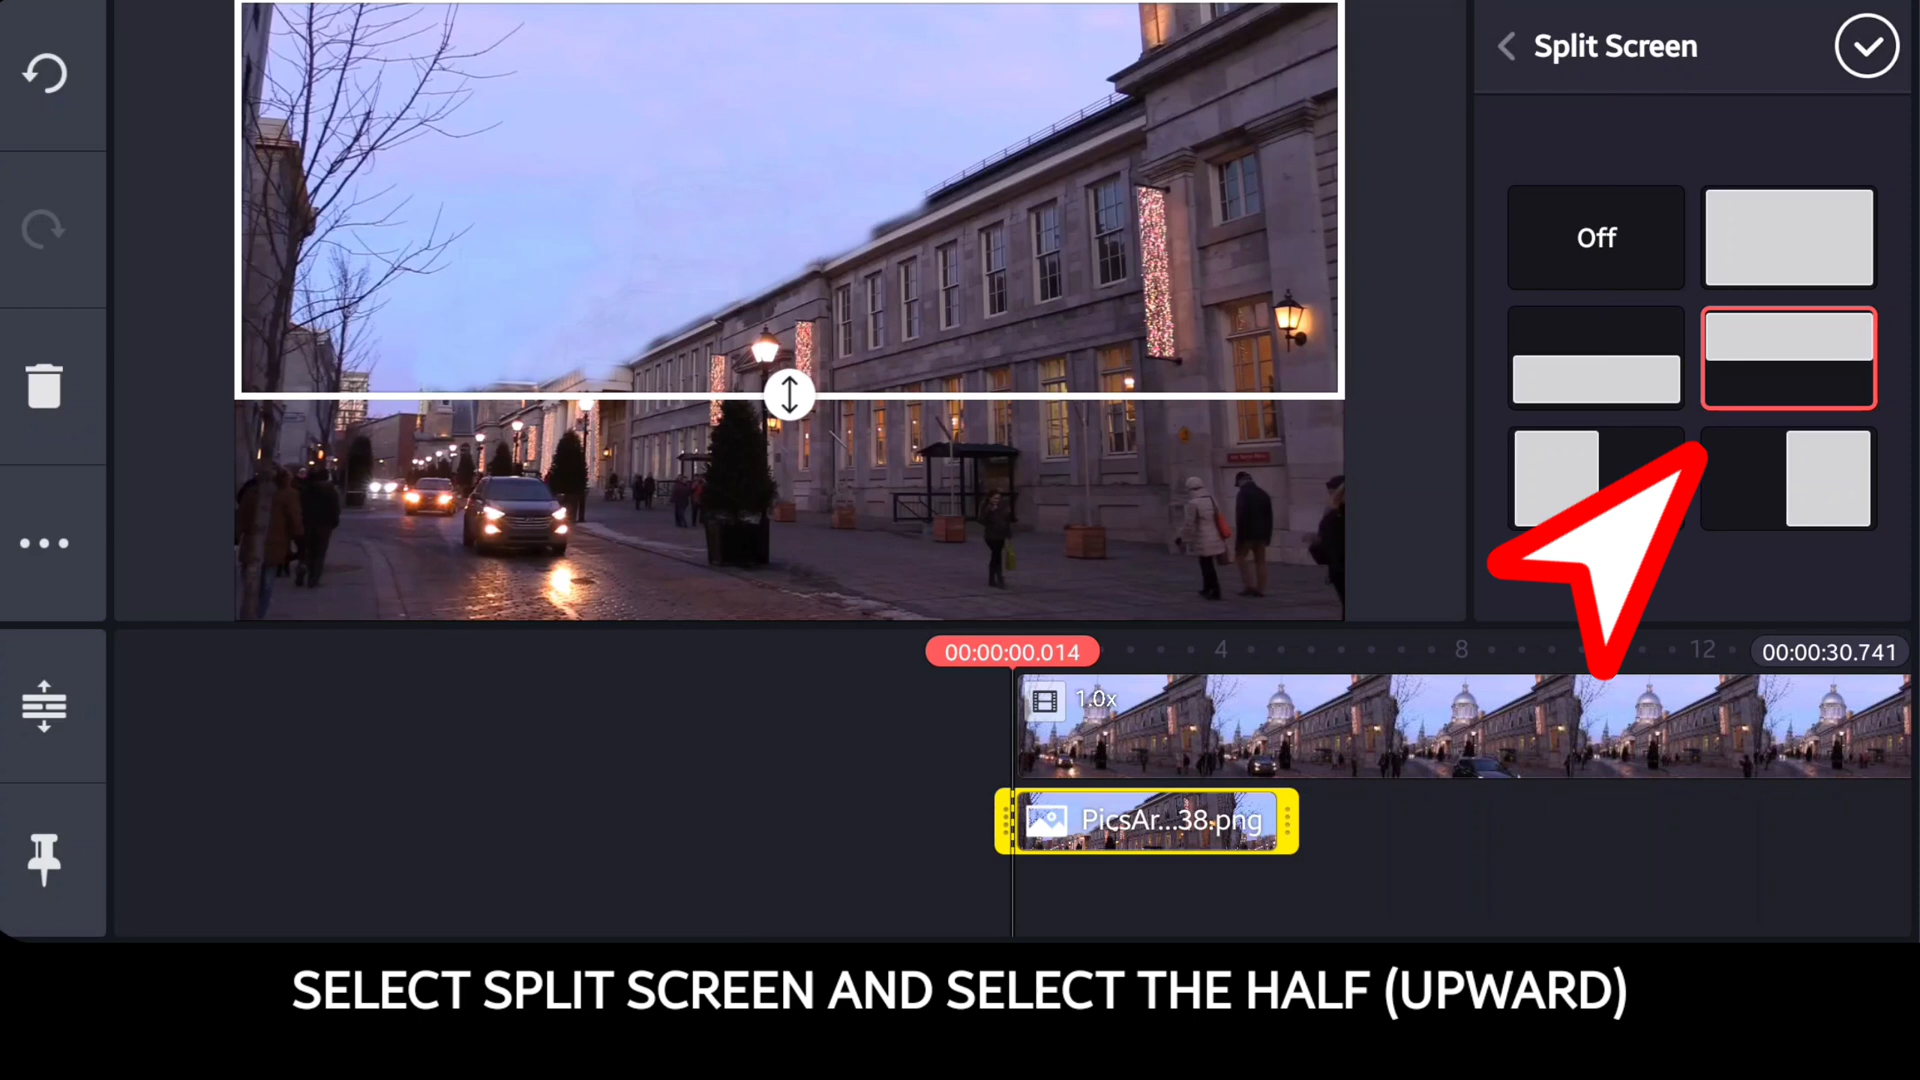 Split Screen
Off
00:00:00.014
4
8
12
00:00:30.741
1.0x
PicsAr...38.png
SELECT SPLIT SCREEN AND SELECT THE HALF (UPWARD)